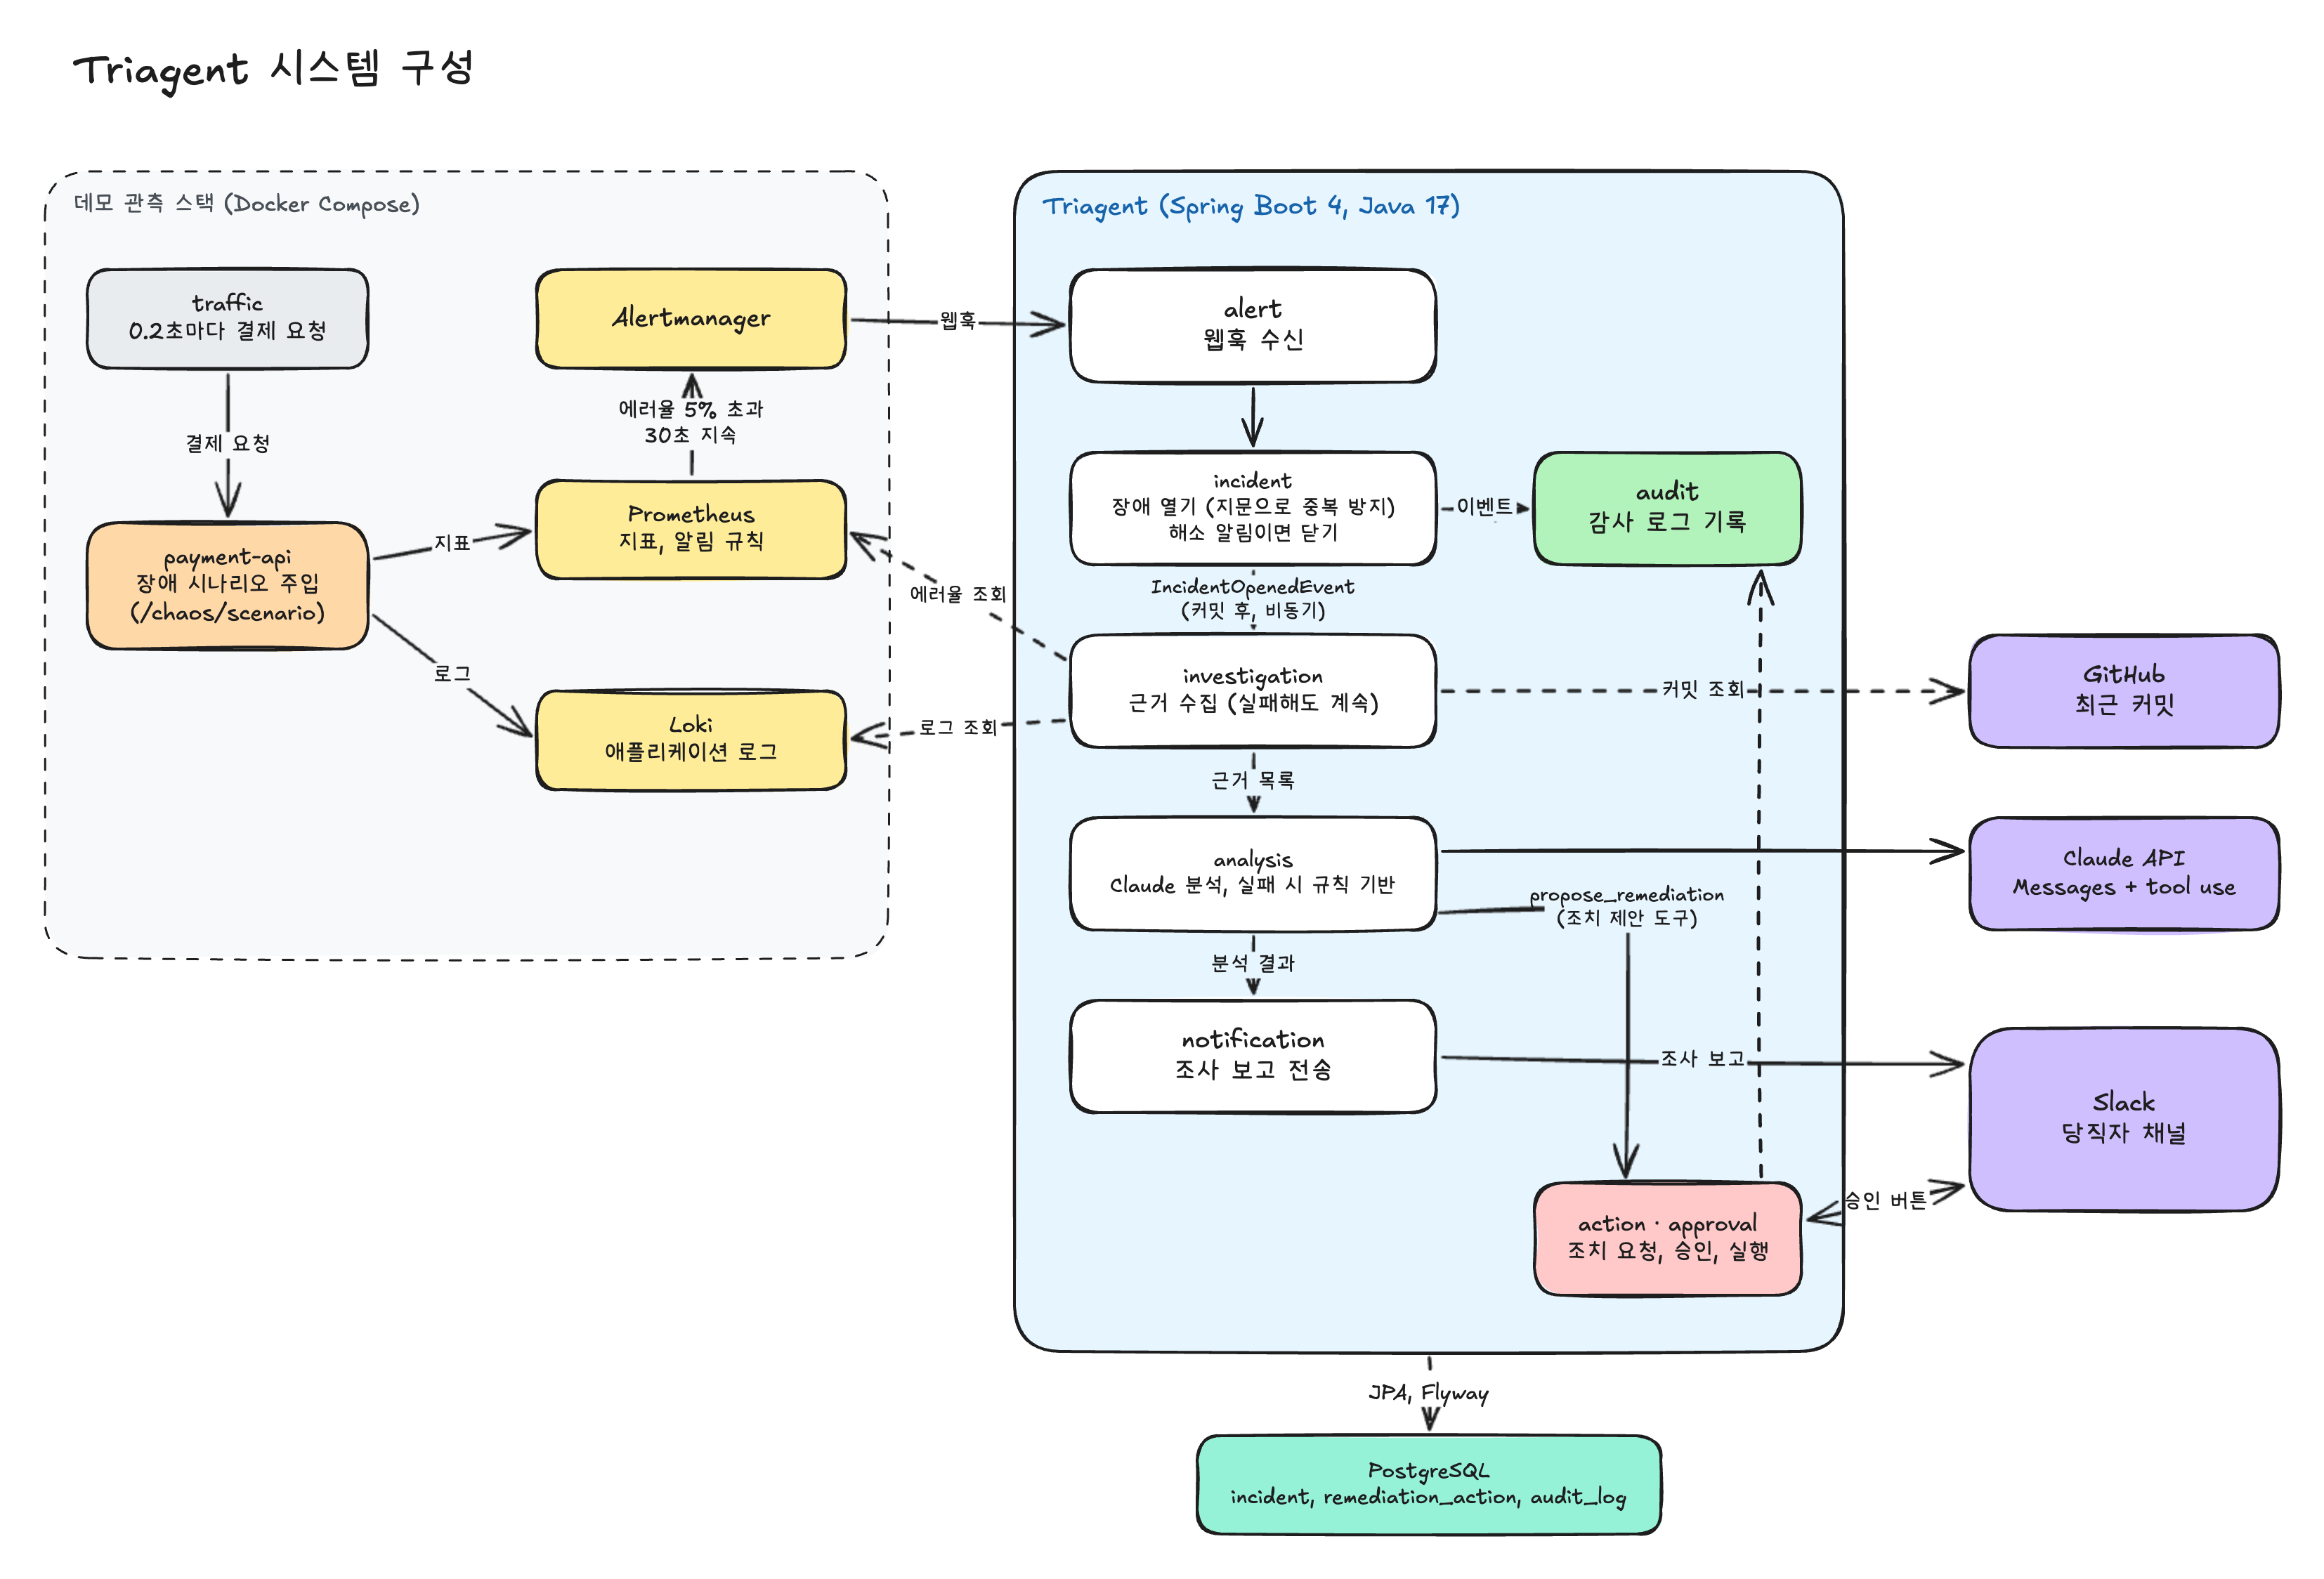 Triagent 시스템 구성
데모 관측 스택 (Docker Compose)
traffic
0.2초마다 결제 요청
결제 요청
payment-api
장애 시나리오 주입
(/chaos/scenario)
지표
로그
Alertmanager
에러율 5% 초과
30초 지속
Prometheus
지표, 알림 규칙
Loki
애플리케이션 로그
웹훅
에러율 조회
로그 조회
Triagent (Spring Boot 4, Java 17)
alert
웹훅 수신
incident
장애 열기 (지문으로 중복 방지)
해소 알림이면 닫기
이벤트
audit
감사 로그 기록
IncidentOpenedEvent
(커밋 후, 비동기)
investigation
근거 수집 (실패해도 계속)
커밋 조회
GitHub
최근 커밋
근거 목록
analysis
Claude 분석, 실패 시 규칙 기반
Claude API
Messages + tool use
propose_remediation
(조치 제안 도구)
분석 결과
notification
조사 보고 전송
조사 보고
Slack
당직자 채널
승인 버튼
action · approval
조치 요청, 승인, 실행
JPA, Flyway
PostgreSQL
incident, remediation_action, audit_log